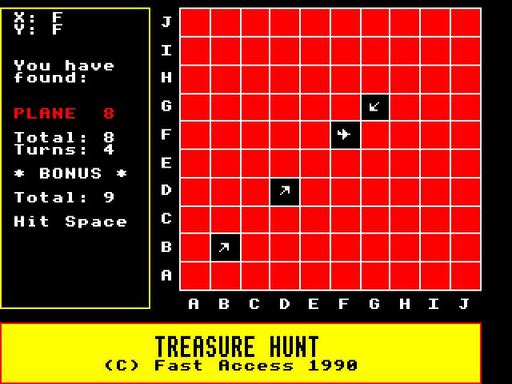 X: F
Y: F
You have
found:
PLANE 8
Total: 8
Turns: 4
* BONUS *
Total: 9
Hit Space
J
I
H
G
F
E
D
C
B
A
A B C D E F G H I J
TREASURE HUNT
(C) Fast Access 1990